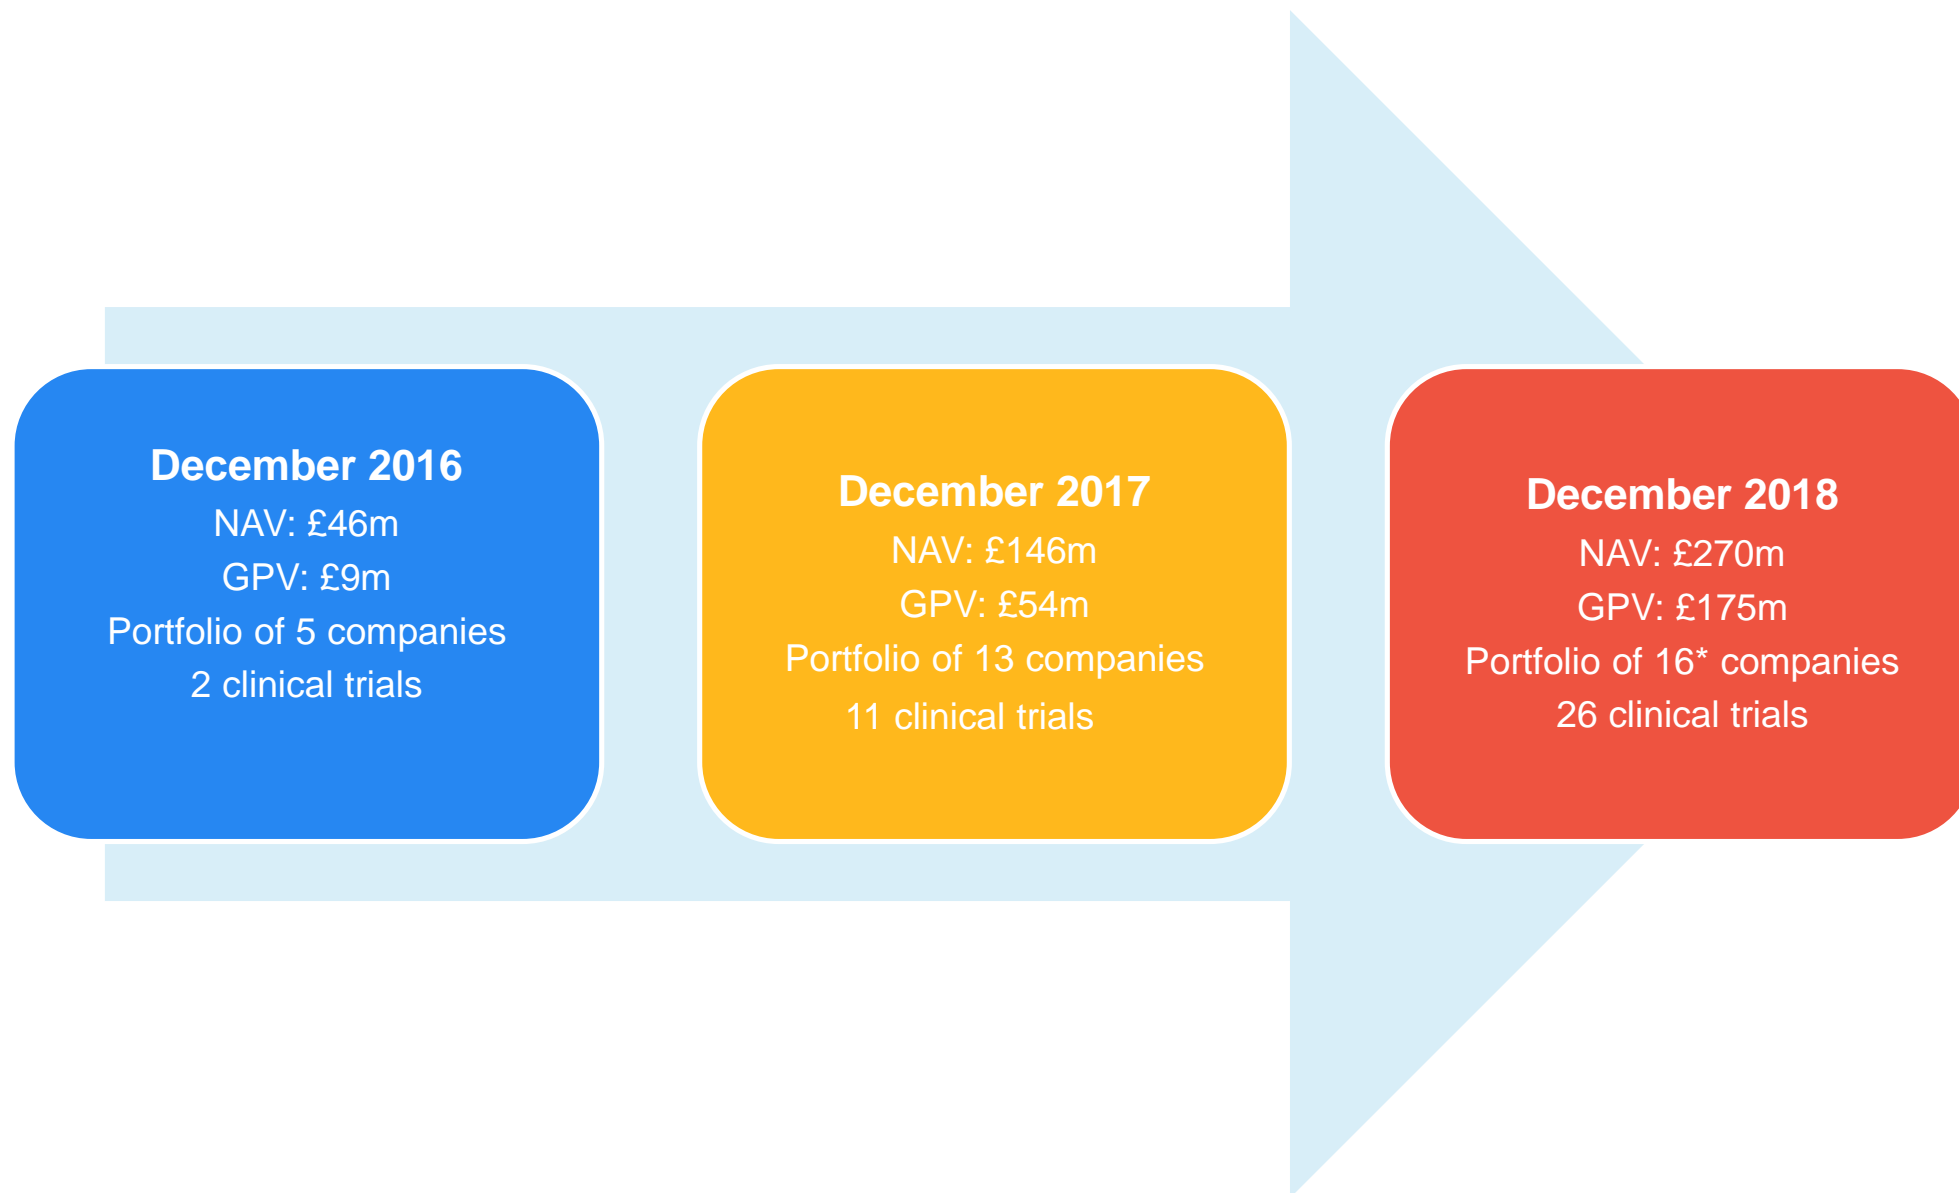 December 2016
NAV: £46m
GPV: £9m
Portfolio of 5 companies
2 clinical trials
December 2017
NAV: £146m
GPV: £54m
Portfolio of 13 companies
11 clinical trials
December 2018
NAV: £270m
GPV: £175m
Portfolio of 16* companies
26 clinical trials